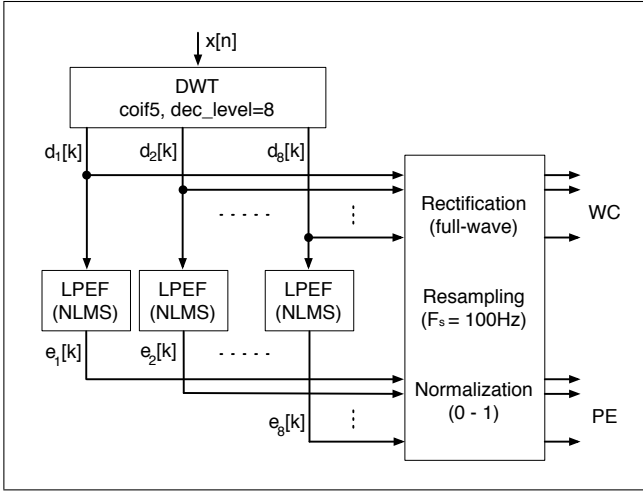 x[n]
DWT
coif5, dec_level=8
d₁[k]
d₂[k]
d₈[k]
Rectification
(full-wave)
WC
LPEF
(NLMS)
LPEF
(NLMS)
LPEF
(NLMS)
Resampling
(Fₛ = 100Hz)
e₁[k]
e₂[k]
e₈[k]
Normalization
(0 - 1)
PE